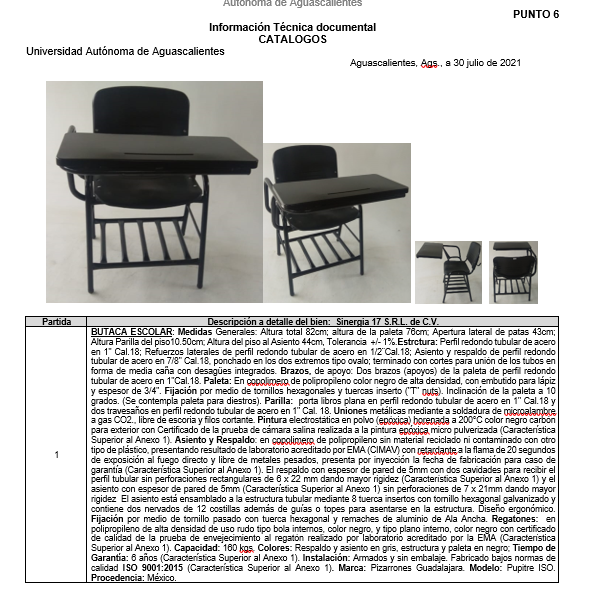 Autónoma de Aguascalientes
PUNTO 6
Información Técnica documental
CATALOGOS
Universidad Autónoma de Aguascalientes
Aguascalientes, Ags., a 30 julio de 2021
Partida Descripción a detalle del bien: Sinergia 17 S.R.L. de C.V.
1
BUTACA ESCOLAR: Medidas Generales: Altura total 82cm; altura de la paleta 76cm; Apertura lateral de patas 43cm;
Altura Parilla del piso10.50cm; Altura del piso al Asiento 44cm, Tolerancia +/- 1%.Estrctura: Perfil redondo tubular de acero
en 1" Cal.18; Refuerzos laterales de perfil redondo tubular de acero en 1/2"Cal.18; Asiento y respaldo de perfil redondo
tubular de acero en 7/8" Cal.18, ponchado en los dos extremos tipo ovalo; terminado con cortes para unión de los tubos en
forma de media caña con desagües integrados. Brazos, de apoyo: Dos brazos (apoyos) de la paleta de perfil redondo
tubular de acero en 1"Cal.18. Paleta: En copolimero de polipropileno color negro de alta densidad, con embutido para lápiz
y espesor de 3/4". Fijación por medio de tornillos hexagonales y tuercas inserto ("T" nuts). Inclinación de la paleta a 10
grados. (Se contempla paleta para diestros). Parilla: porta libros plana en perfil redondo tubular de acero en 1" Cal.18 y
dos travesaños en perfil redondo tubular de acero en 1" Cal. 18. Uniones metálicas mediante a soldadura de microalambre
a gas CO2., libre de escoria y filos cortante. Pintura electrostática en polvo (epóxica) horenada a 200°C color negro carbón
para exterior con Certificado de la prueba de cámara salina realizada a la pintura epóxica micro pulverizada (Característica
Superior al Anexo 1). Asiento y Respaldo: en copolimero de polipropileno sin material reciclado ni contaminado con otro
tipo de plástico, presentando resultado de laboratorio acreditado por EMA (CIMAV) con retardante a la flama de 20 segundos
de exposición al fuego directo y libre de metales pesados, presenta por inyección la fecha de fabricación para caso de
garantía (Característica Superior al Anexo 1). El respaldo con espesor de pared de 5mm con dos cavidades para recibir el
perfil tubular sin perforaciones rectangulares de 6 x 22 mm dando mayor rigidez (Característica Superior al Anexo 1) y el
asiento con espesor de pared de 5mm (Característica Superior al Anexo 1) sin perforaciones de 7 x 21mm dando mayor
rigidez. El asiento está ensamblado a la estructura tubular mediante 8 tuerca insertos con tornillo hexagonal galvanizado y
contiene dos nervados de 12 costillas además de guías o topes para asentarse en la estructura. Diseño ergonómico.
Fijación por medio de tornillo pasado con tuerca hexagonal y remaches de aluminio de Ala Ancha. Regatones: en
polipropileno de alta densidad de uso rudo tipo bola internos, color negro, y tipo plano interno, color negro con certificado
de calidad de la prueba de envejecimiento al regatón realizado por laboratorio acreditado por la EMA (Característica
Superior al Anexo 1). Capacidad: 160 kgs, Colores: Respaldo y asiento en gris, estructura y paleta en negro; Tiempo de
Garantía: 6 años (Característica Superior al Anexo 1). Instalación: Armados y sin embalaje. Fabricado bajos normas de
calidad ISO 9001:2015 (Característica Superior al Anexo 1). Marca: Pizarrones Guadalajara. Modelo: Pupitre ISO.
Procedencia: México.